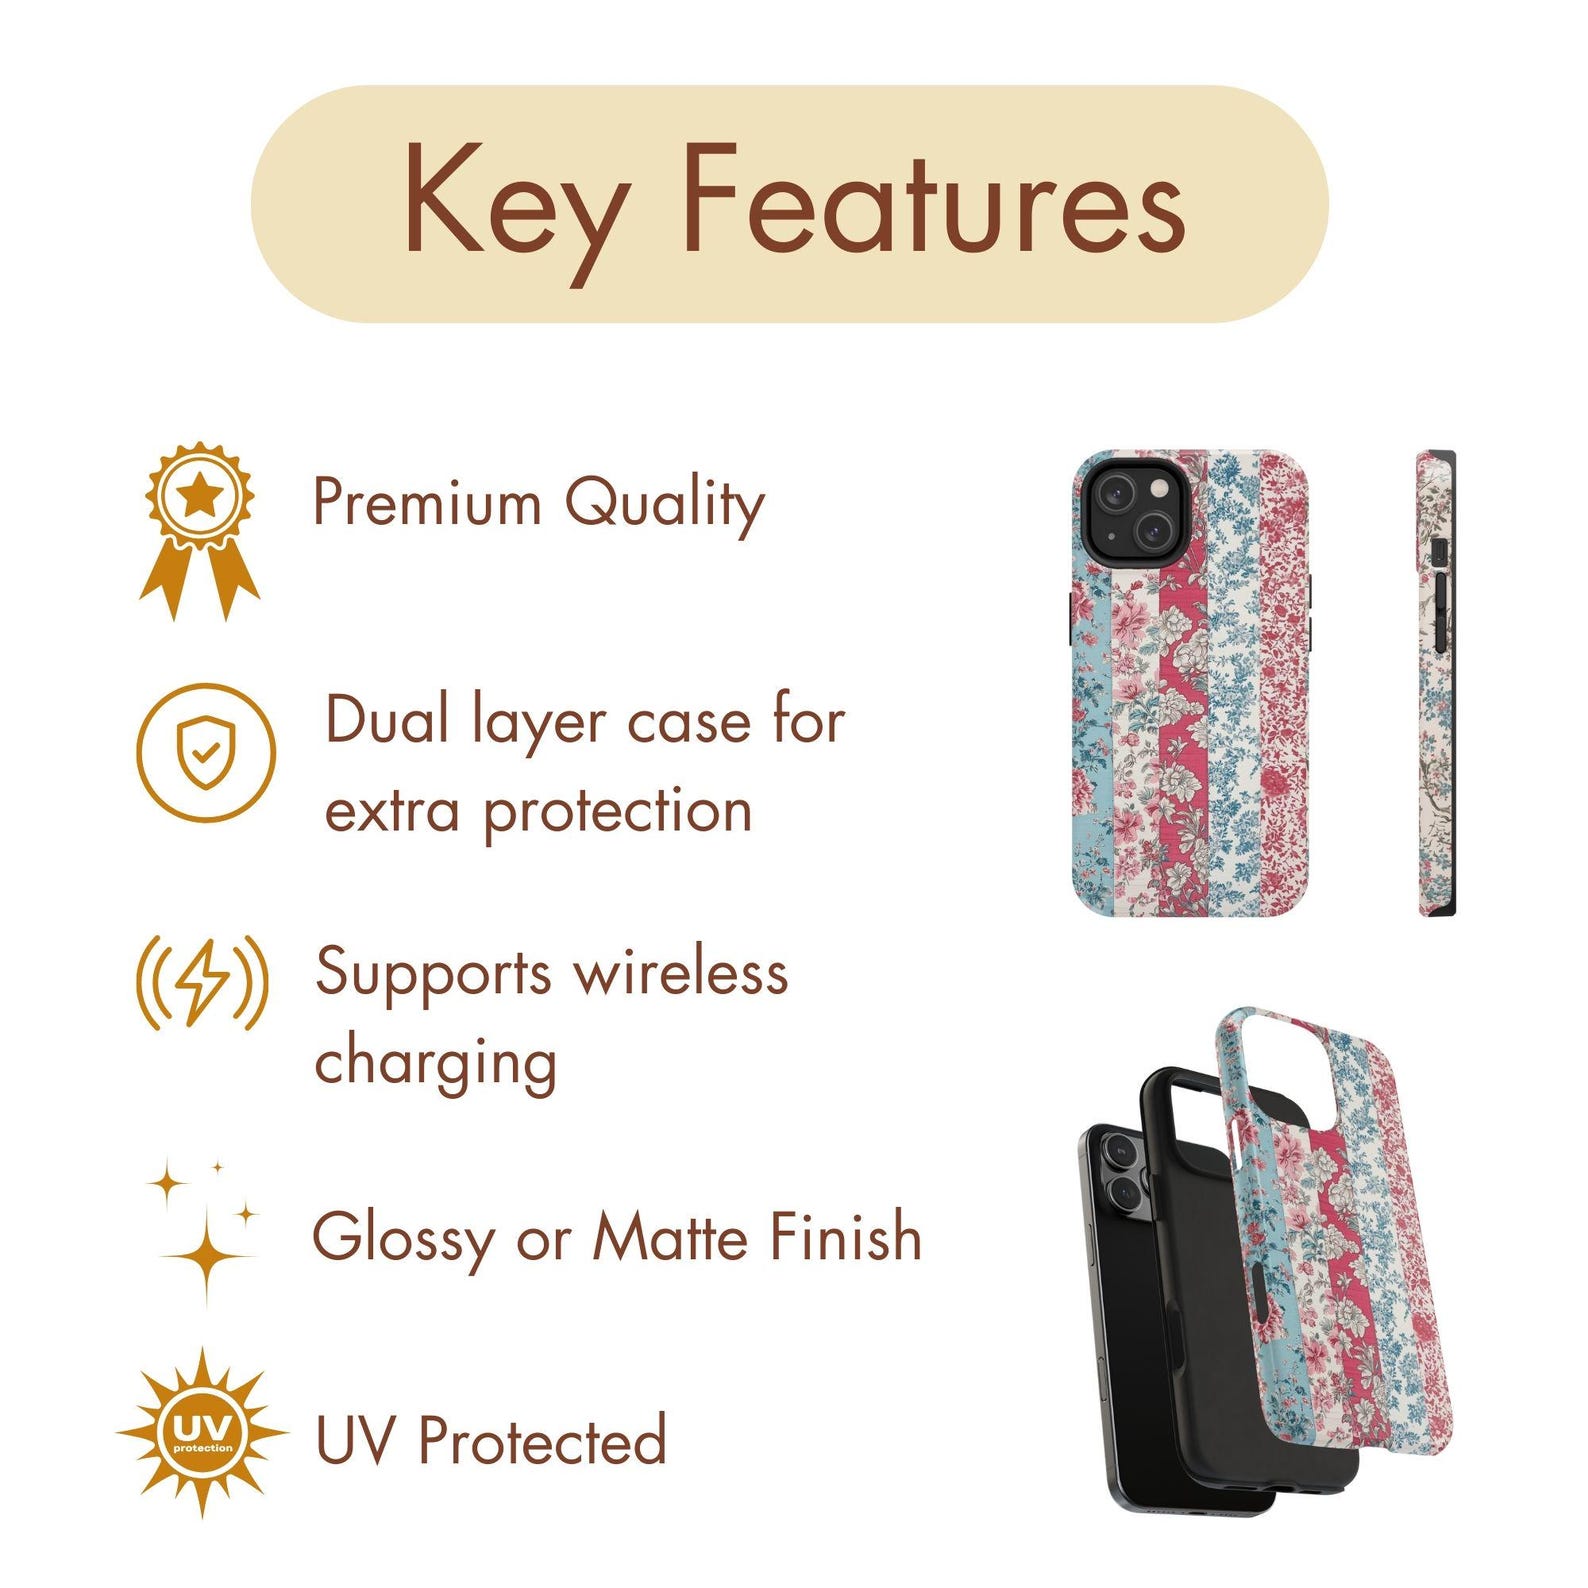 Key Features
Premium Quality
Dual layer case for
extra protection
Supports wireless
charging
Glossy or Matte Finish
UV
protection
UV Protected